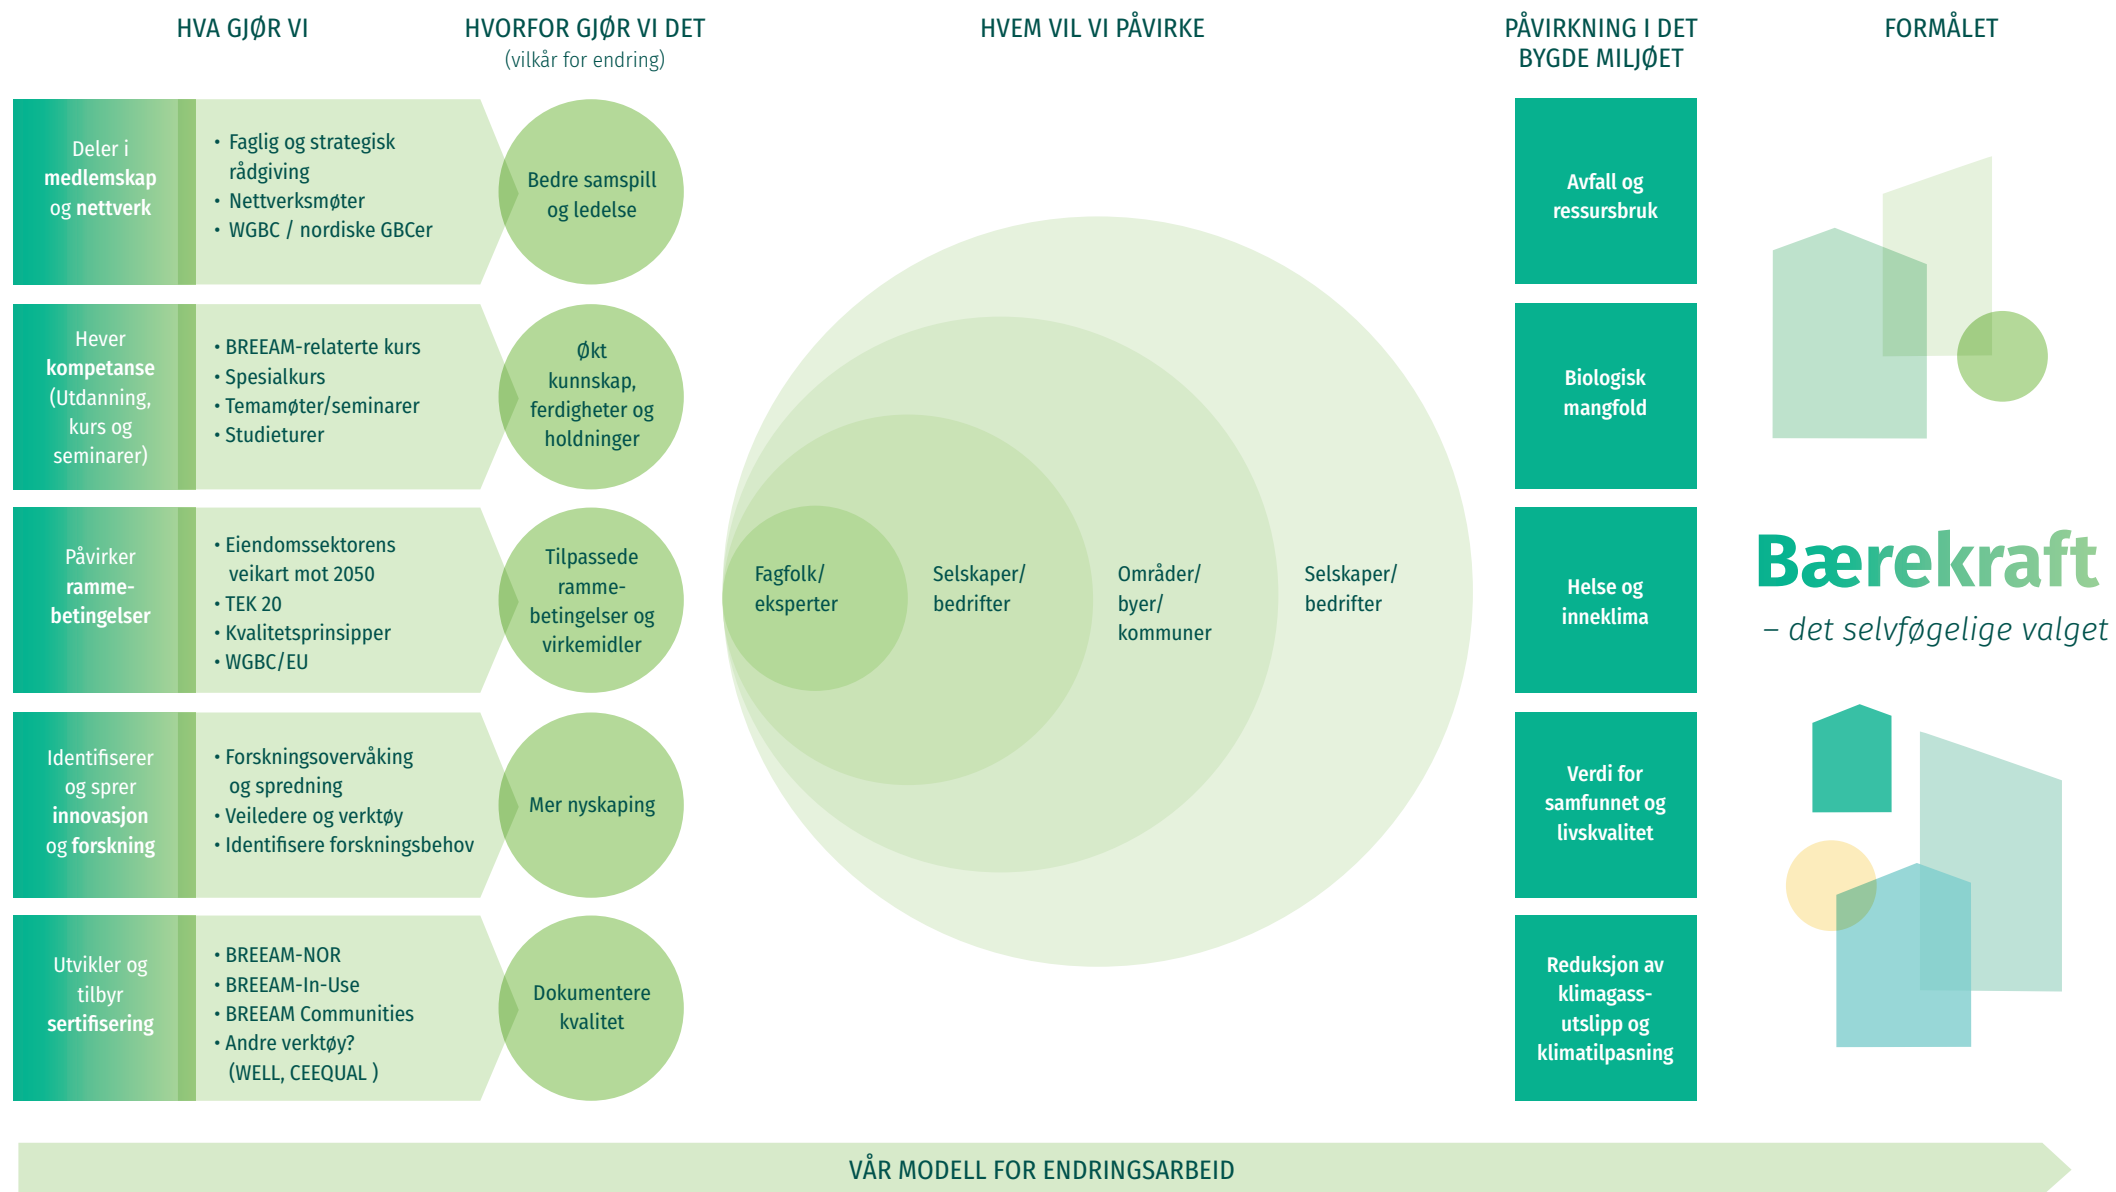 HVA GJØR VI
HVORFOR GJØR VI DET
(vilkår for endring)
HVEM VIL VI PÅVIRKE
PÅVIRKNING I DET
BYGDE MILJØET
FORMÅLET
Deler i
medlemskap
og nettverk
• Faglig og strategisk
rådgiving
• Nettverksmøter
• WGBC / nordiske GBCer
Bedre samspill
og ledelse
Hever
kompetanse
(Utdanning,
kurs og
seminarer)
• BREEAM-relaterte kurs
• Spesialkurs
• Temamøter/seminarer
• Studieturer
Økt
kunnskap,
ferdigheter og
holdninger
Påvirker
ramme-
betingelser
• Eiendomssektorens
veikart mot 2050
• TEK 20
• Kvalitetsprinsipper
• WGBC/EU
Tilpassede
ramme-
betingelser og
virkemidler
Identifiserer
og sprer
innovasjon
og forskning
• Forskningsovervåking
og spredning
• Veiledere og verktøy
• Identifisere forskningsbehov
Mer nyskaping
Utvikler og
tilbyr
sertifisering
• BREEAM-NOR
• BREEAM-In-Use
• BREEAM Communities
• Andre verktøy?
(WELL, CEEQUAL )
Dokumentere
kvalitet
Fagfolk/
eksperter
Selskaper/
bedrifter
Områder/
byer/
kommuner
Selskaper/
bedrifter
Avfall og
ressursbruk
Biologisk
mangfold
Helse og
inneklima
Verdi for
samfunnet og
livskvalitet
Reduksjon av
klimagass-
utslipp og
klimatilpasning
Bærekraft
– det selvføgelige valget
VÅR MODELL FOR ENDRINGSARBEID